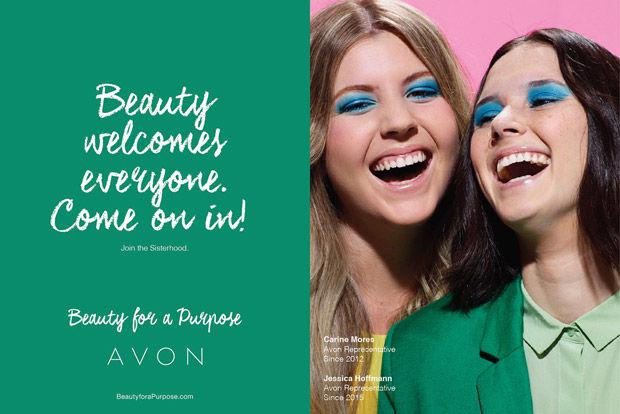 Beauty
welcomes
everyone.
Come on in!
Join the Sisterhood.
Beauty for a Purpose
AVON
BeautyforaPurpose.com
Carine Mores
Avon Representative
Since 2012
Jessica Hoffmann
Avon Representative
Since 2015